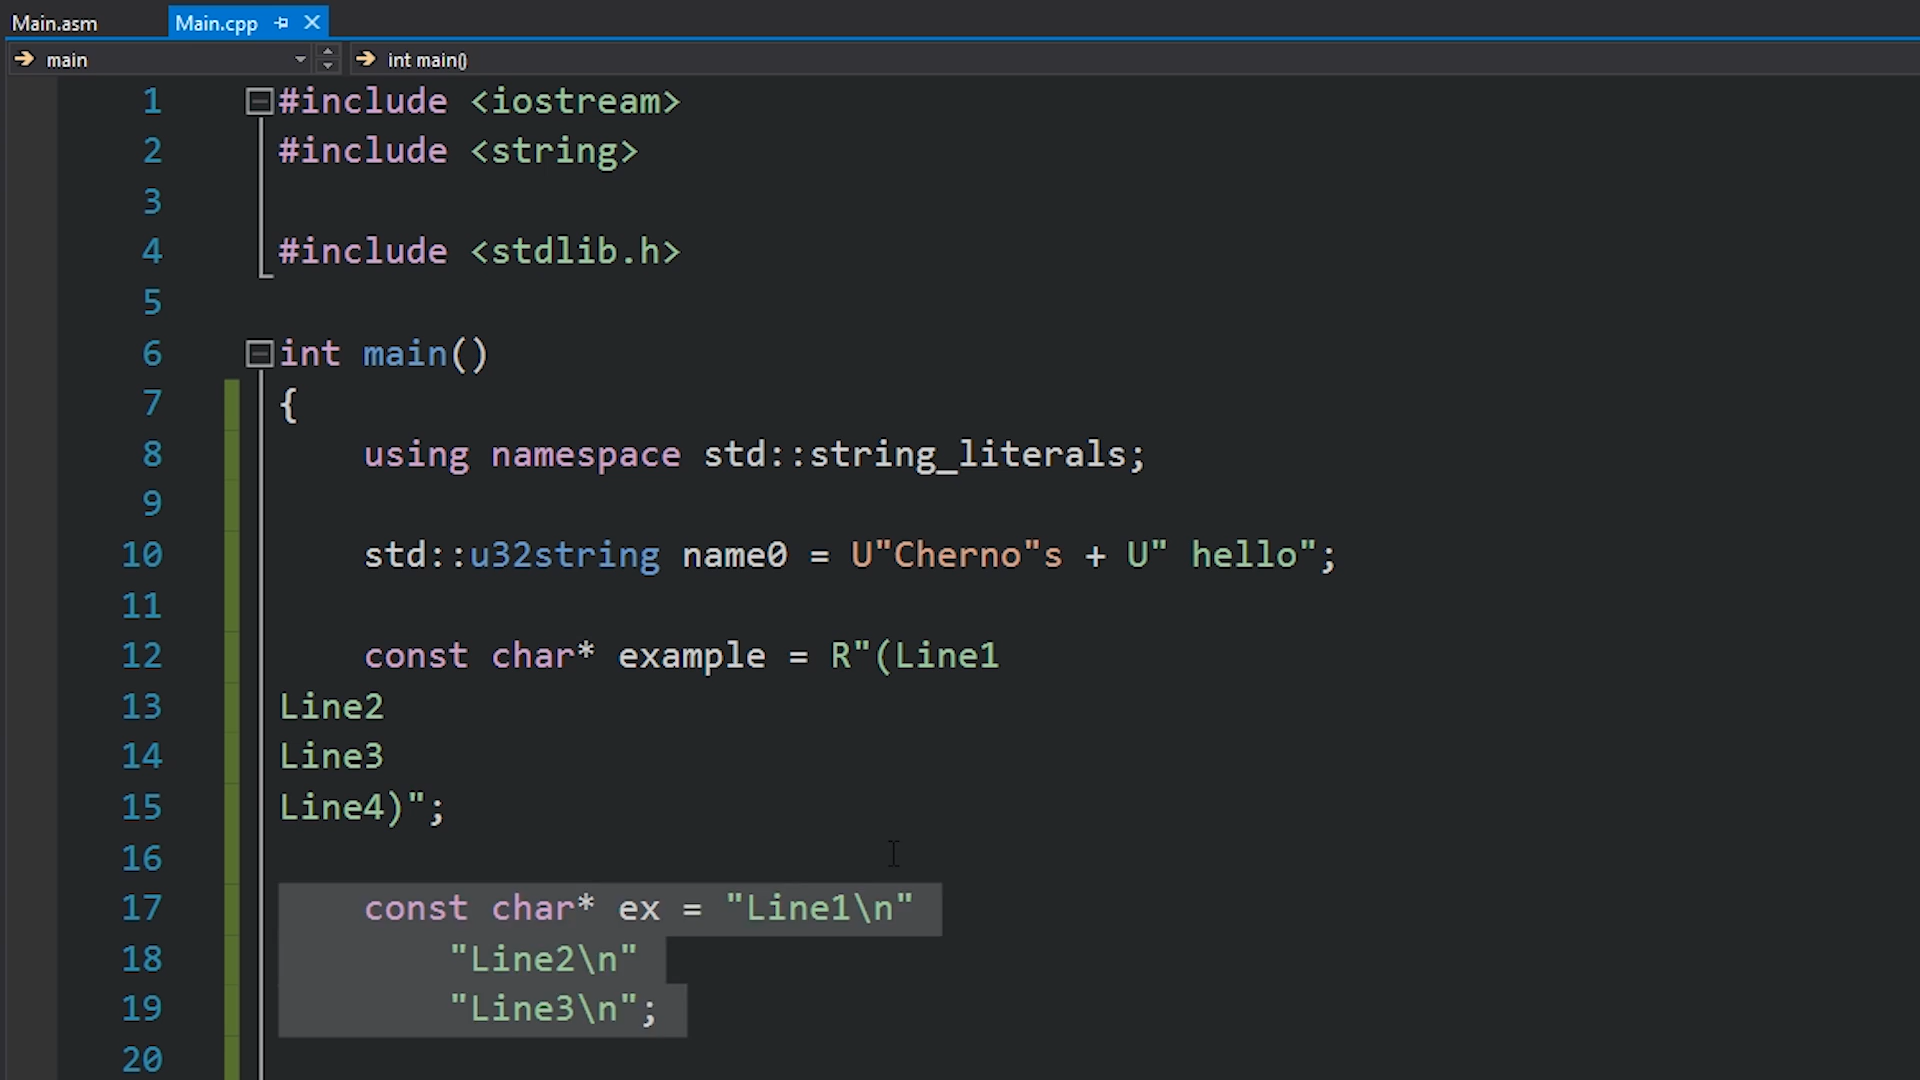 Main.asm Main.cpp
main int main()
1 #include <iostream>
2 #include <string>
3
4 #include <stdlib.h>
5
6 int main()
7 {
8 using namespace std::string_literals;
9
10 std::u32string name0 = U"Cherno"s + U" hello";
11
12 const char* example = R"(Line1
13 Line2
14 Line3
15 Line4)";
16
17 const char* ex = "Line1\n"
18 "Line2\n"
19 "Line3\n";
20